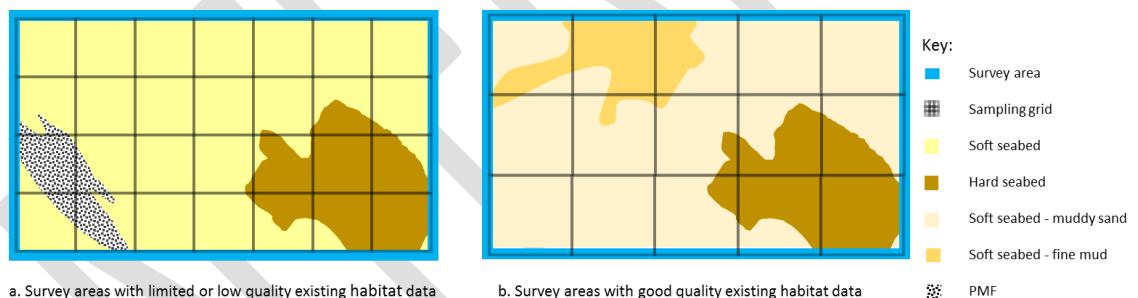 Key:
Survey area
Sampling grid
Soft seabed
Hard seabed
Soft seabed - muddy sand
Soft seabed - fine mud
PMF
a. Survey areas with limited or low quality existing habitat data
b. Survey areas with good quality existing habitat data